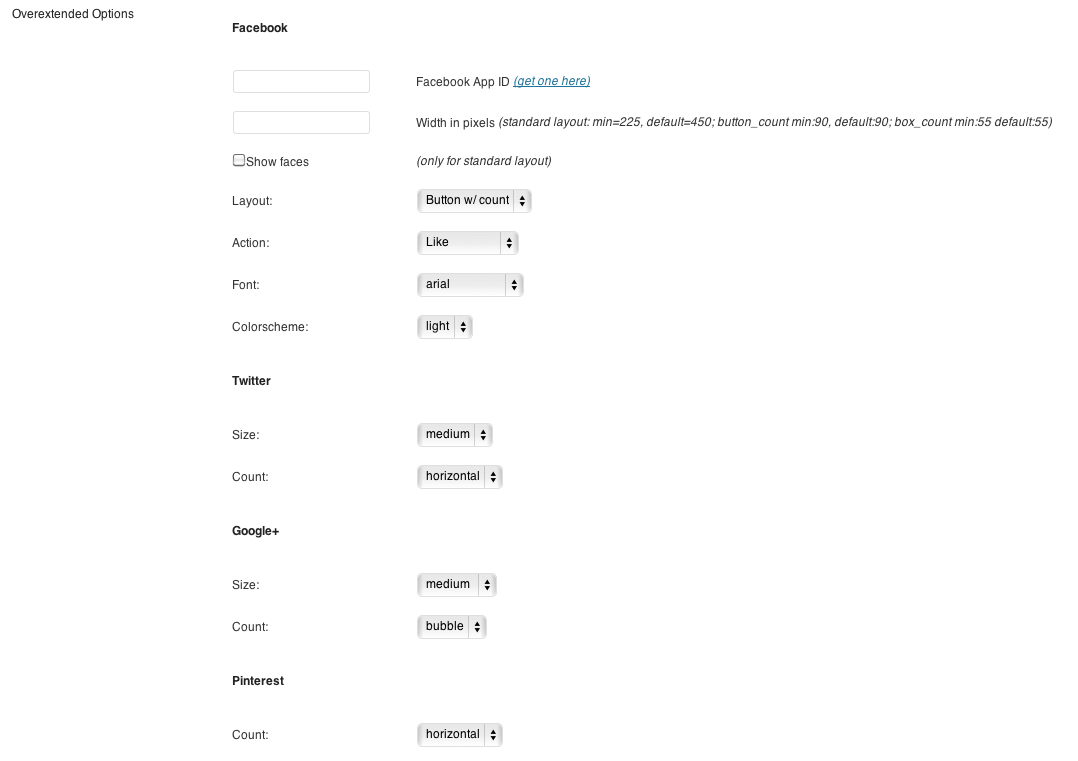 Overextended Options
Facebook
Facebook App ID (get one here)
Width in pixels (standard layout: min=225, default=450; button_count min:90, default:90; box_count min:55 default:55)
Show faces (only for standard layout)
Layout: Button w/ count
Action: Like
Font: arial
Colorscheme: light
Twitter
Size: medium
Count: horizontal
Google+
Size: medium
Count: bubble
Pinterest
Count: horizontal